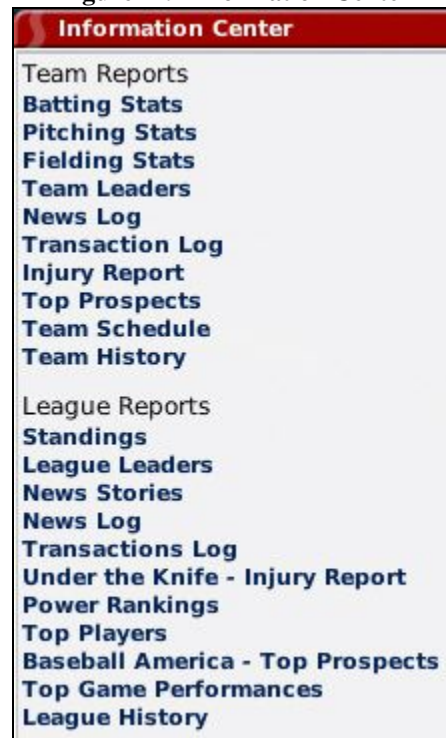 Information Center
Team Reports
Batting Stats
Pitching Stats
Fielding Stats
Team Leaders
News Log
Transaction Log
Injury Report
Top Prospects
Team Schedule
Team History
League Reports
Standings
League Leaders
News Stories
News Log
Transactions Log
Under the Knife - Injury Report
Power Rankings
Top Players
Baseball America - Top Prospects
Top Game Performances
League History